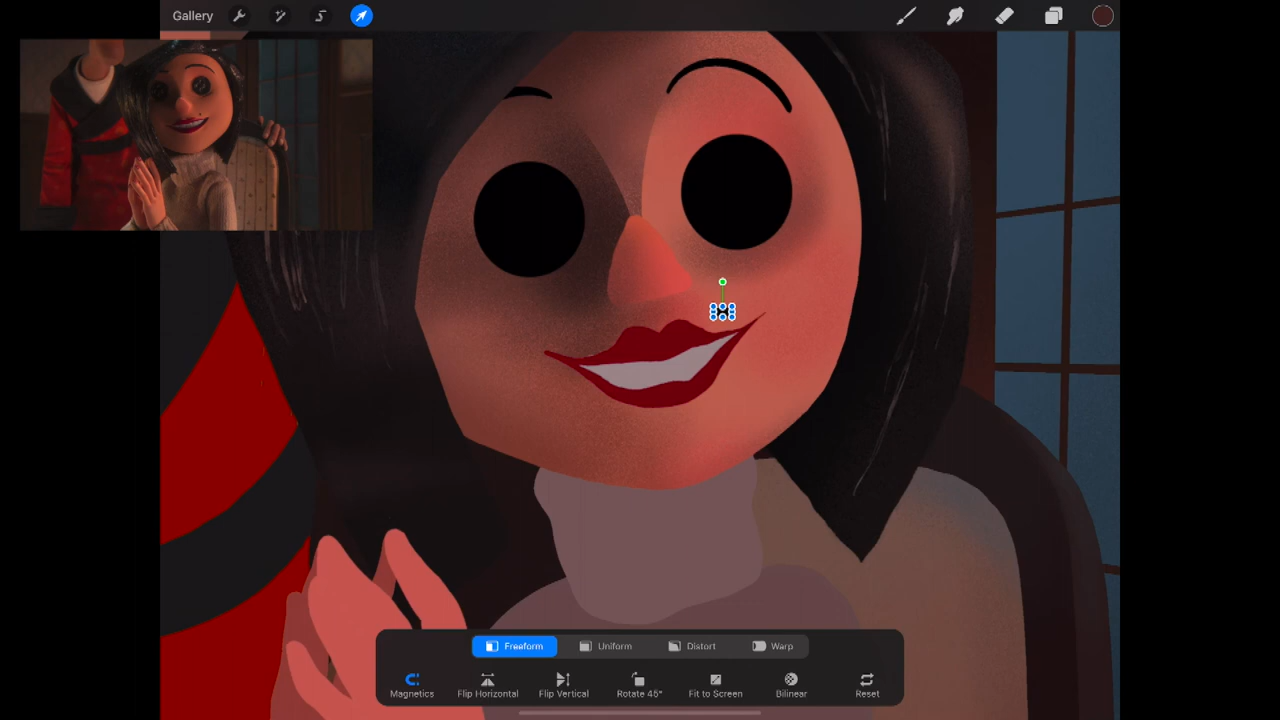 Gallery
Freeform Uniform Distort Warp
Magnetics Flip Horizontal Flip Vertical Rotate 45° Fit to Screen Bilinear Reset